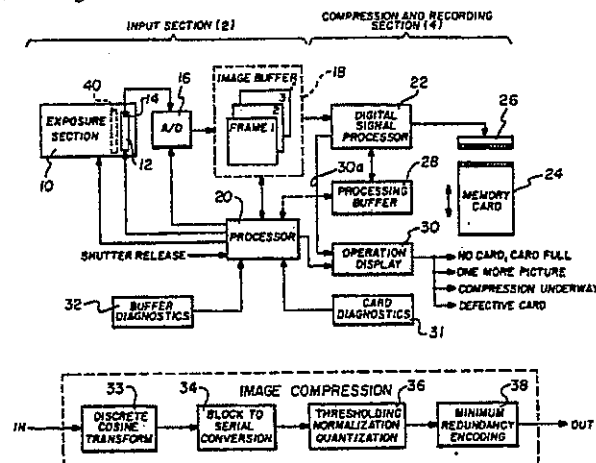 INPUT SECTION (2)
COMPRESSION AND RECORDING
SECTION (4)
40
14
16
IMAGE BUFFER
18
22
EXPOSURE
SECTION
A/D
3
2
FRAME 1
DIGITAL
SIGNAL
PROCESSOR
26
10
12
30a
28
20
PROCESSING
BUFFER
24
MEMORY
CARD
PROCESSOR
30
SHUTTER RELEASE
OPERATION
DISPLAY
NO CARD, CARD FULL
ONE MORE PICTURE
COMPRESSION UNDERWAY
DEFECTIVE CARD
32
BUFFER
DIAGNOSTICS
CARD
DIAGNOSTICS
31
33
34
IMAGE COMPRESSION
36
38
IN
DISCRETE
COSINE
TRANSFORM
BLOCK TO
SERIAL
CONVERSION
THRESHOLDING
NORMALIZATION
QUANTIZATION
MINIMUM
REDUNDANCY
ENCODING
OUT